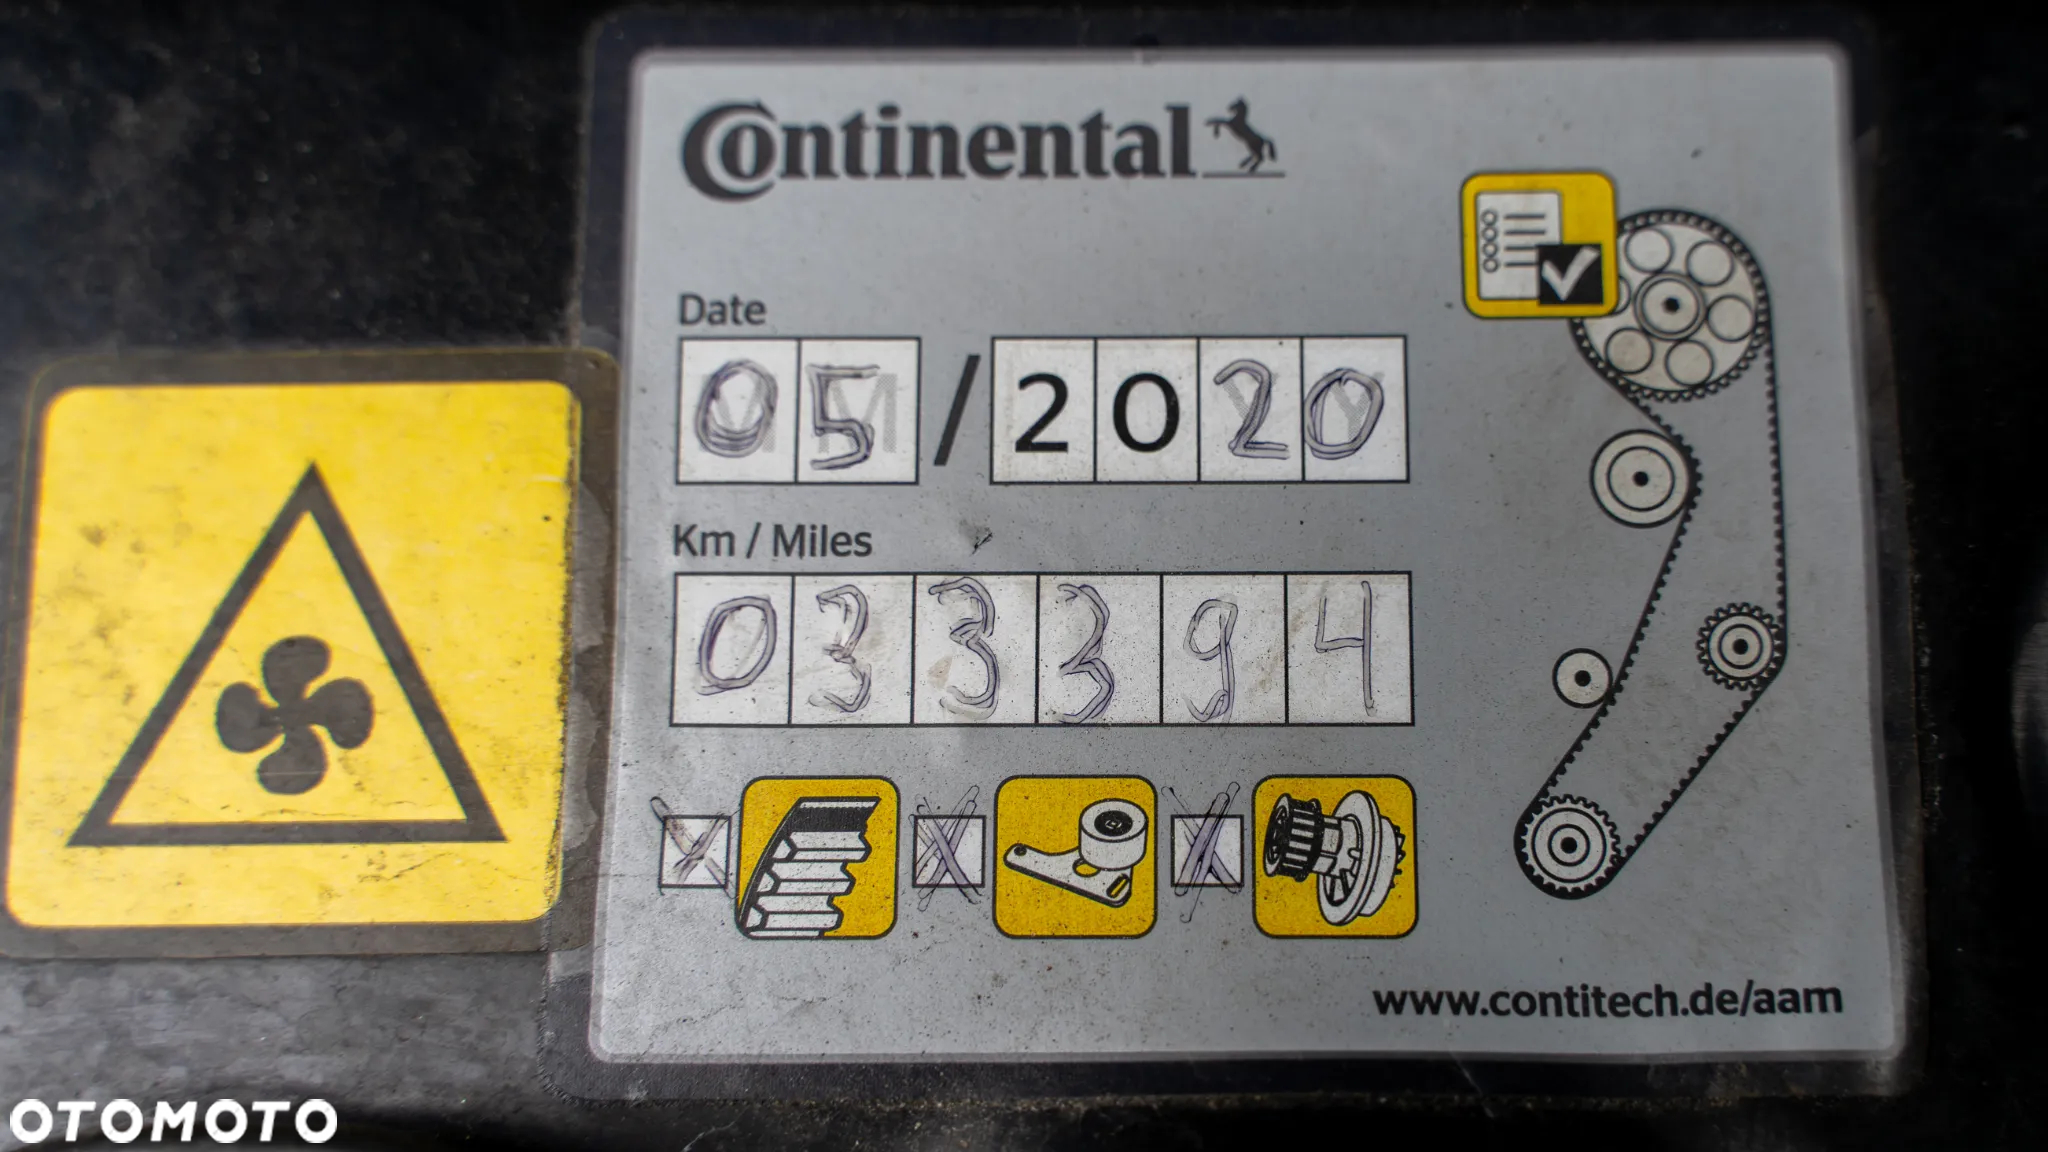 Continental
Date
05/2020
Km / Miles
033394
www.contitech.de/aam
OTOMOTO